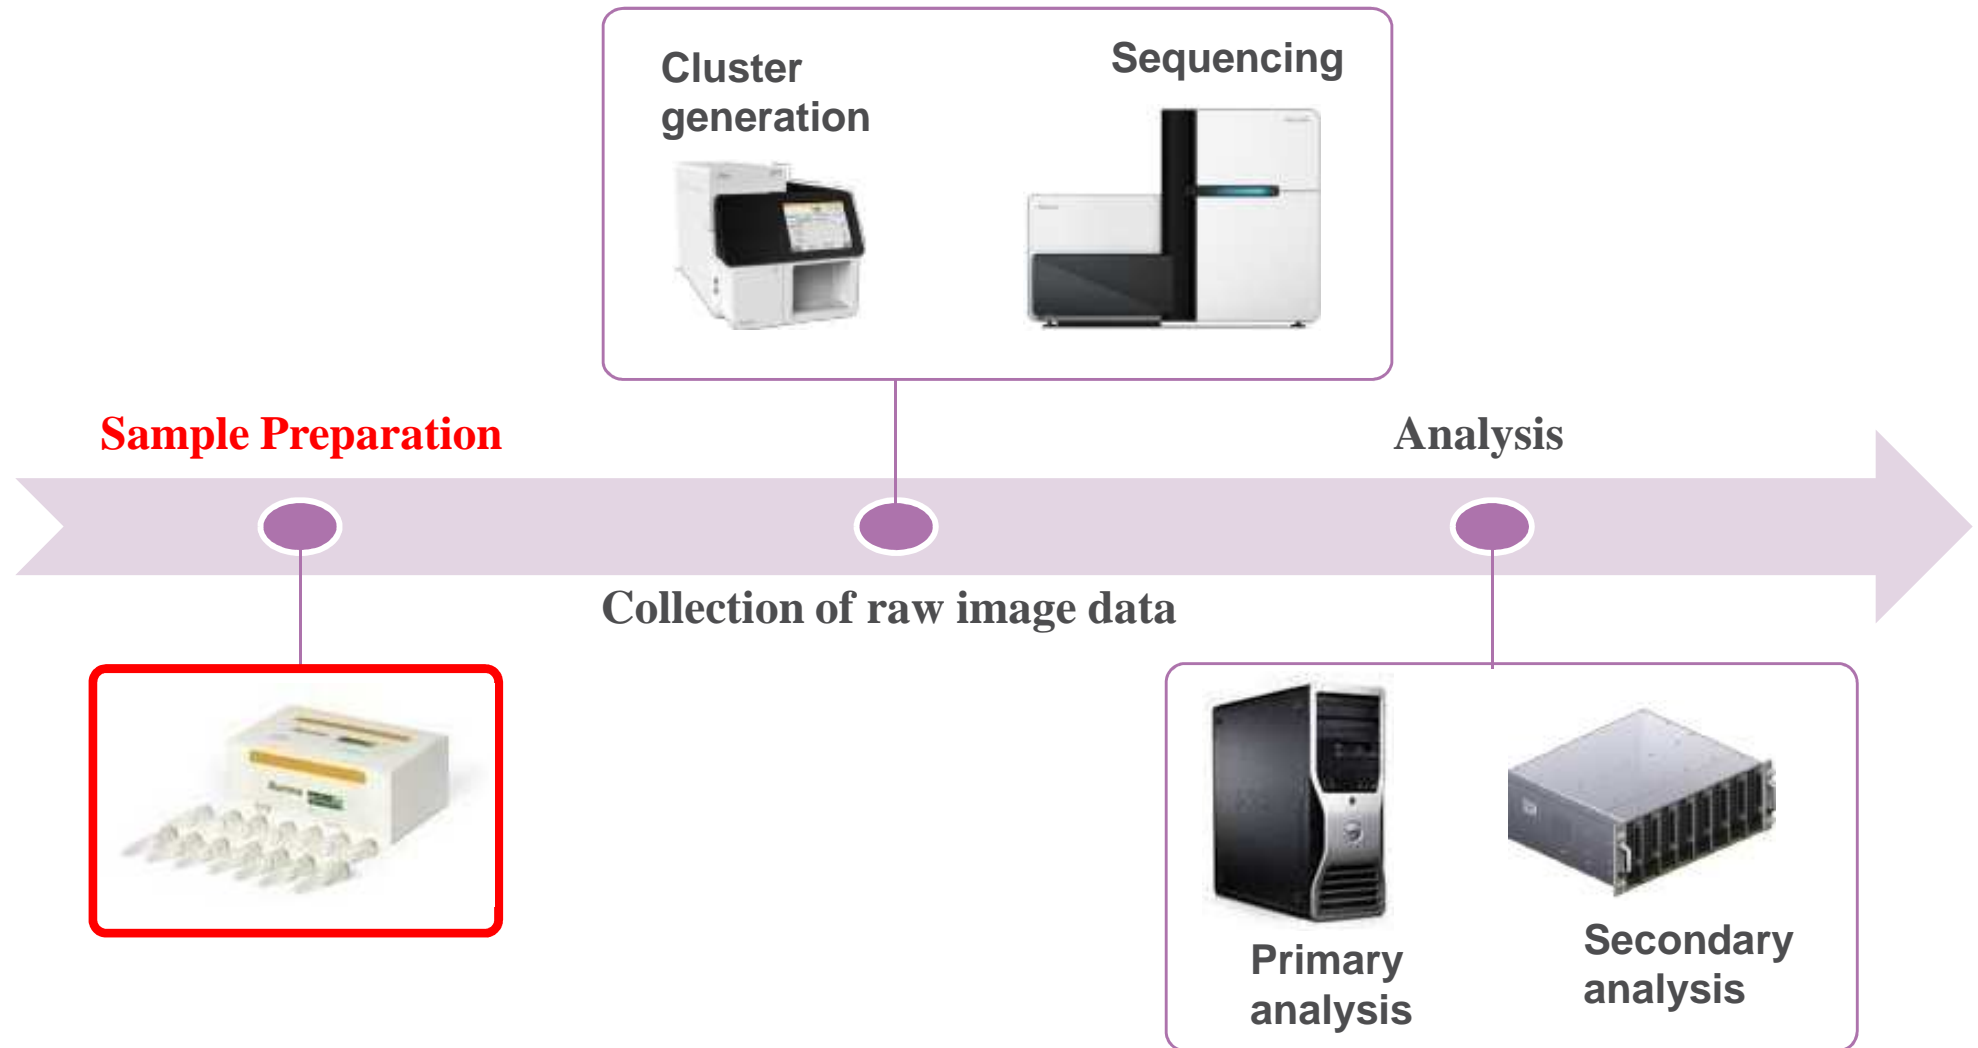 Cluster
generation
Sequencing
Sample Preparation
Analysis
Collection of raw image data
Primary
analysis
Secondary
analysis